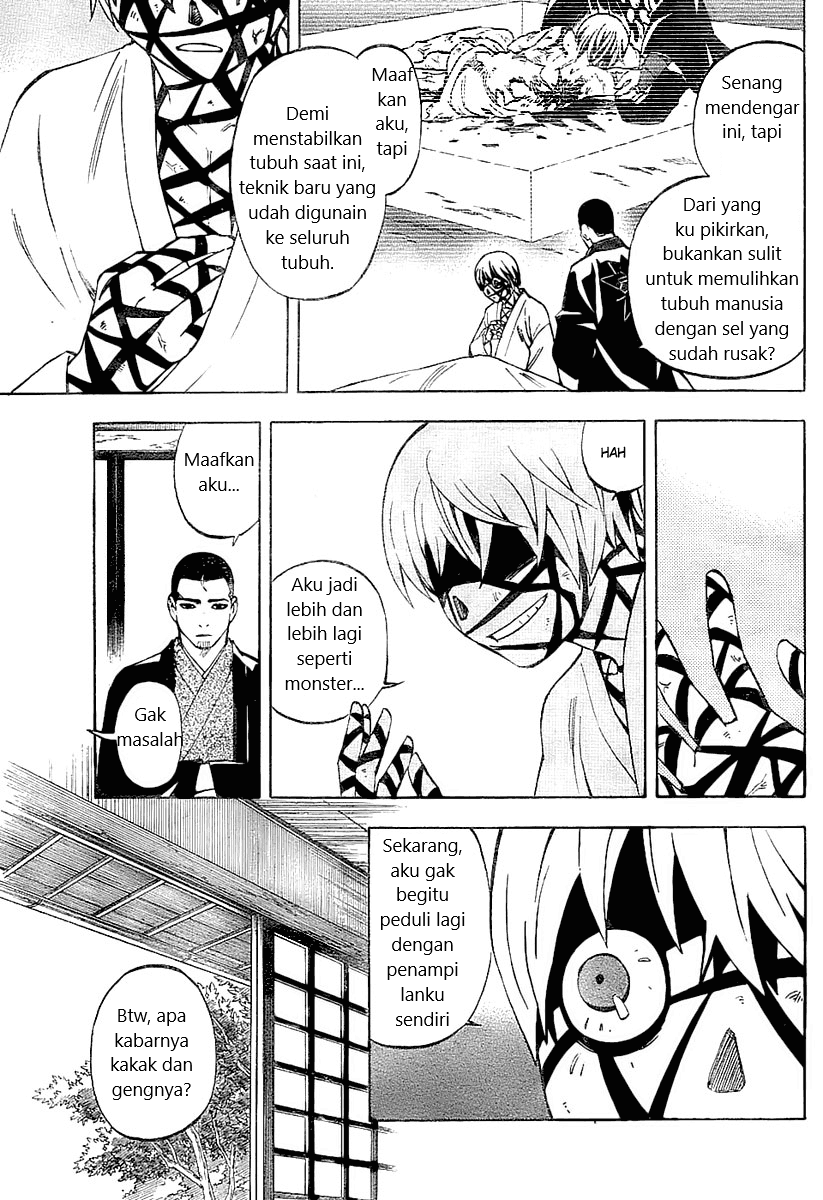 Senang
mendengar
ini, tapi
Dari yang
ku pikirkan,
bukankan sulit
untuk memulihkan
tubuh manusia
dengan sel yang
sudah rusak?
Maaf
kan
aku,
tapi
Demi
menstabilkan
tubuh saat ini,
teknik baru yang
udah digunain
ke seluruh
tubuh.
HAH
Aku jadi
lebih dan
lebih lagi
seperti
monster...
Maafkan
aku...
Gak
masalah
Sekarang,
aku gak
begitu
peduli lagi
dengan
penampi
lanku
sendiri
Btw, apa
kabarnya
kakak dan
gengnya?